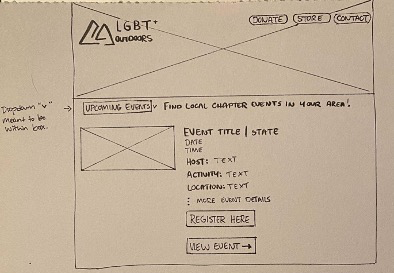 LGBT+
OUTDOORS
DONATE STORE CONTACT
Dropdown "v"
meant to be
within box.
UPCOMING EVENTS v FIND LOCAL CHAPTER EVENTS IN YOUR AREA!
EVENT TITLE | STATE
DATE
TIME
HOST: TEXT
ACTIVITY: TEXT
LOCATION: TEXT
⋮ MORE EVENT DETAILS
REGISTER HERE
VIEW EVENT →